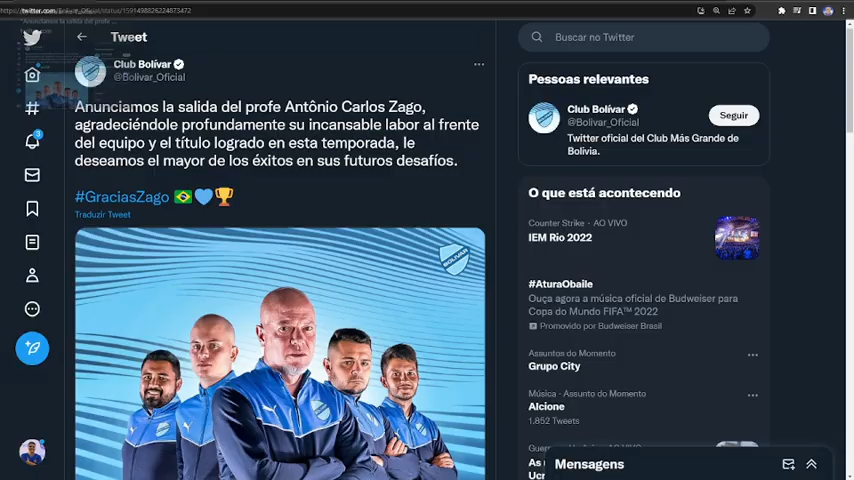 Tweet
Club Bolívar
@Bolivar_Oficial
Anunciamos la salida del profe Antônio Carlos Zago,
agradeciéndole profundamente su incansable labor al frente
del equipo y el título logrado en esta temporada, le
deseamos el mayor de los éxitos en sus futuros desafíos.
#GraciasZago 🇧🇷💙🏆
Traduzir Tweet
BOLIVAR
3
Buscar no Twitter
Pessoas relevantes
Club Bolívar
@Bolivar_Oficial
Seguir
Twitter oficial del Club Más Grande de
Bolivia.
O que está acontecendo
Counter Strike · AO VIVO
IEM Rio 2022
#AturaObaile
Ouça agora a música oficial de Budweiser para
Copa do Mundo FIFA™ 2022
Promovido por Budweiser Brasil
Assuntos do Momento
Grupo City
Música · Assunto do Momento
Alcione
1.852 Tweets
Mensagens